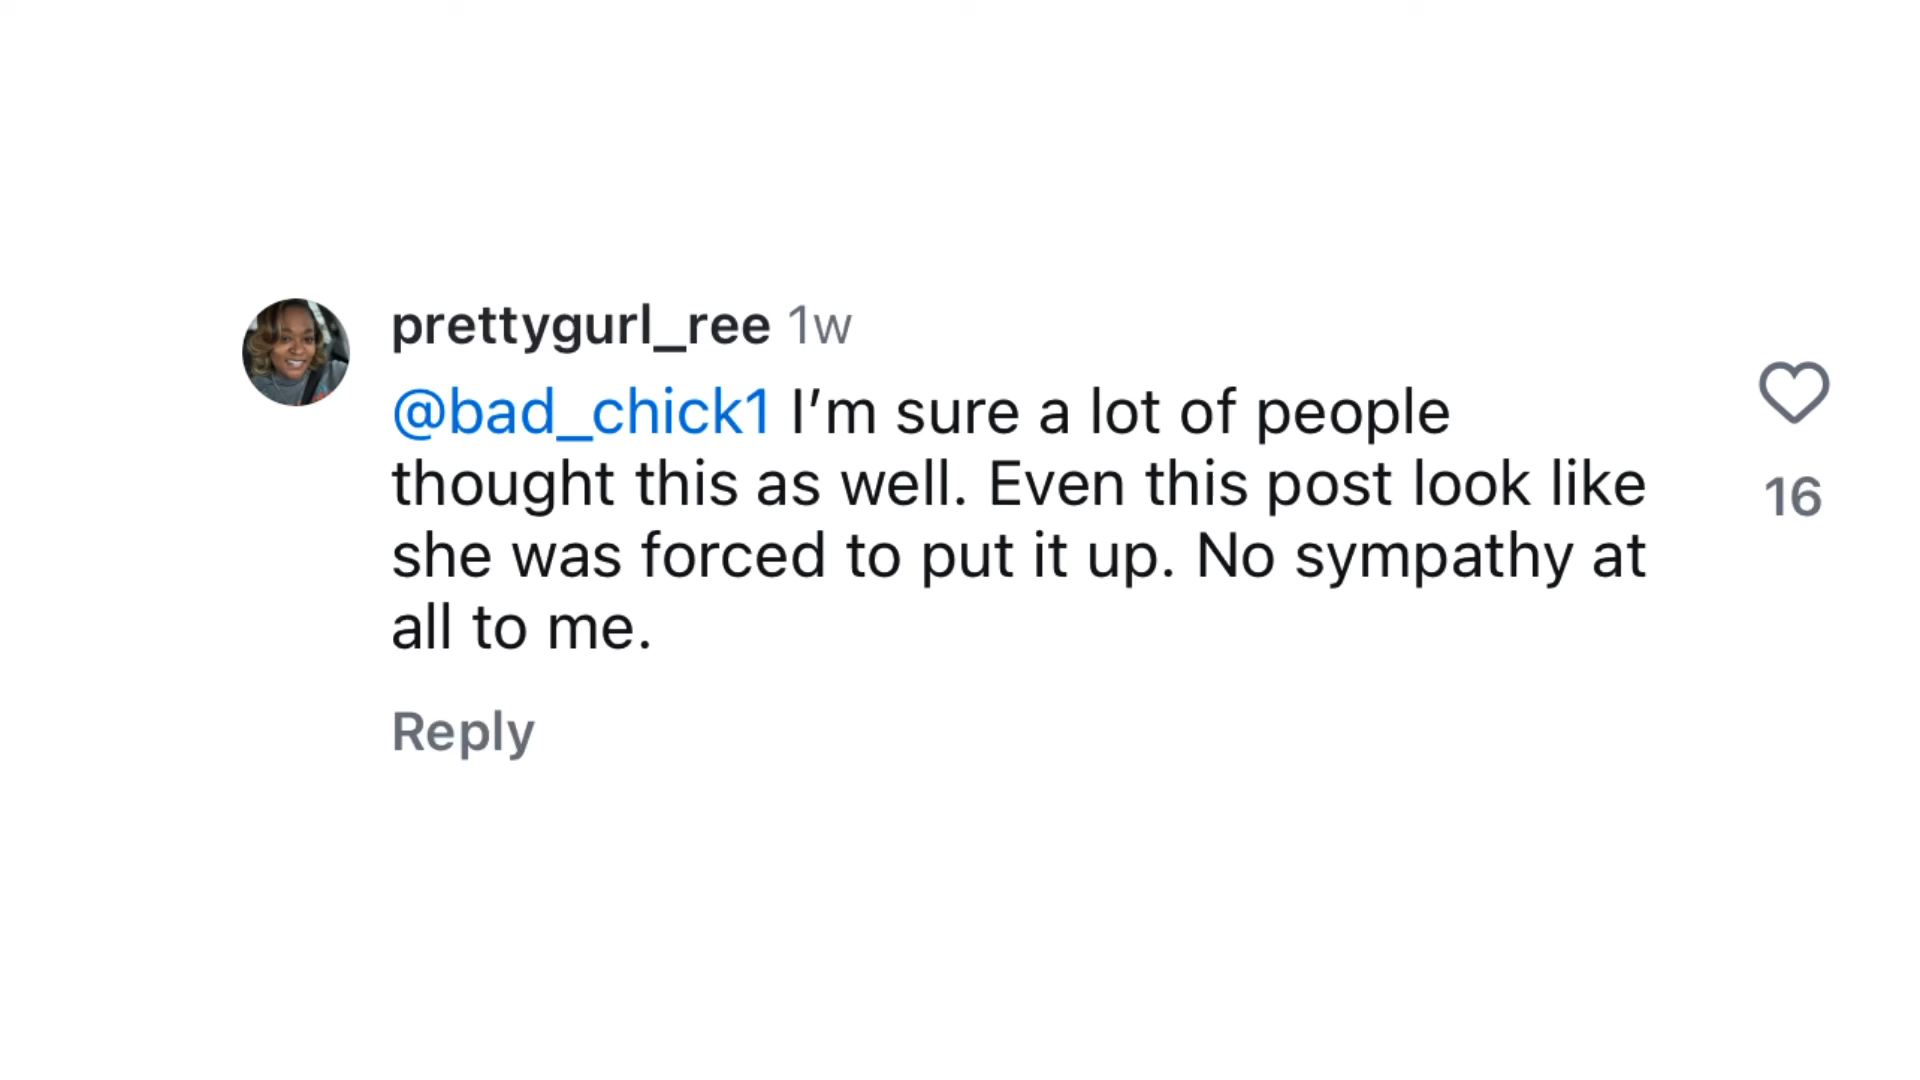 prettygurl_ree 1w
@bad_chick1 I’m sure a lot of people
thought this as well. Even this post look like
she was forced to put it up. No sympathy at
all to me.
16
Reply